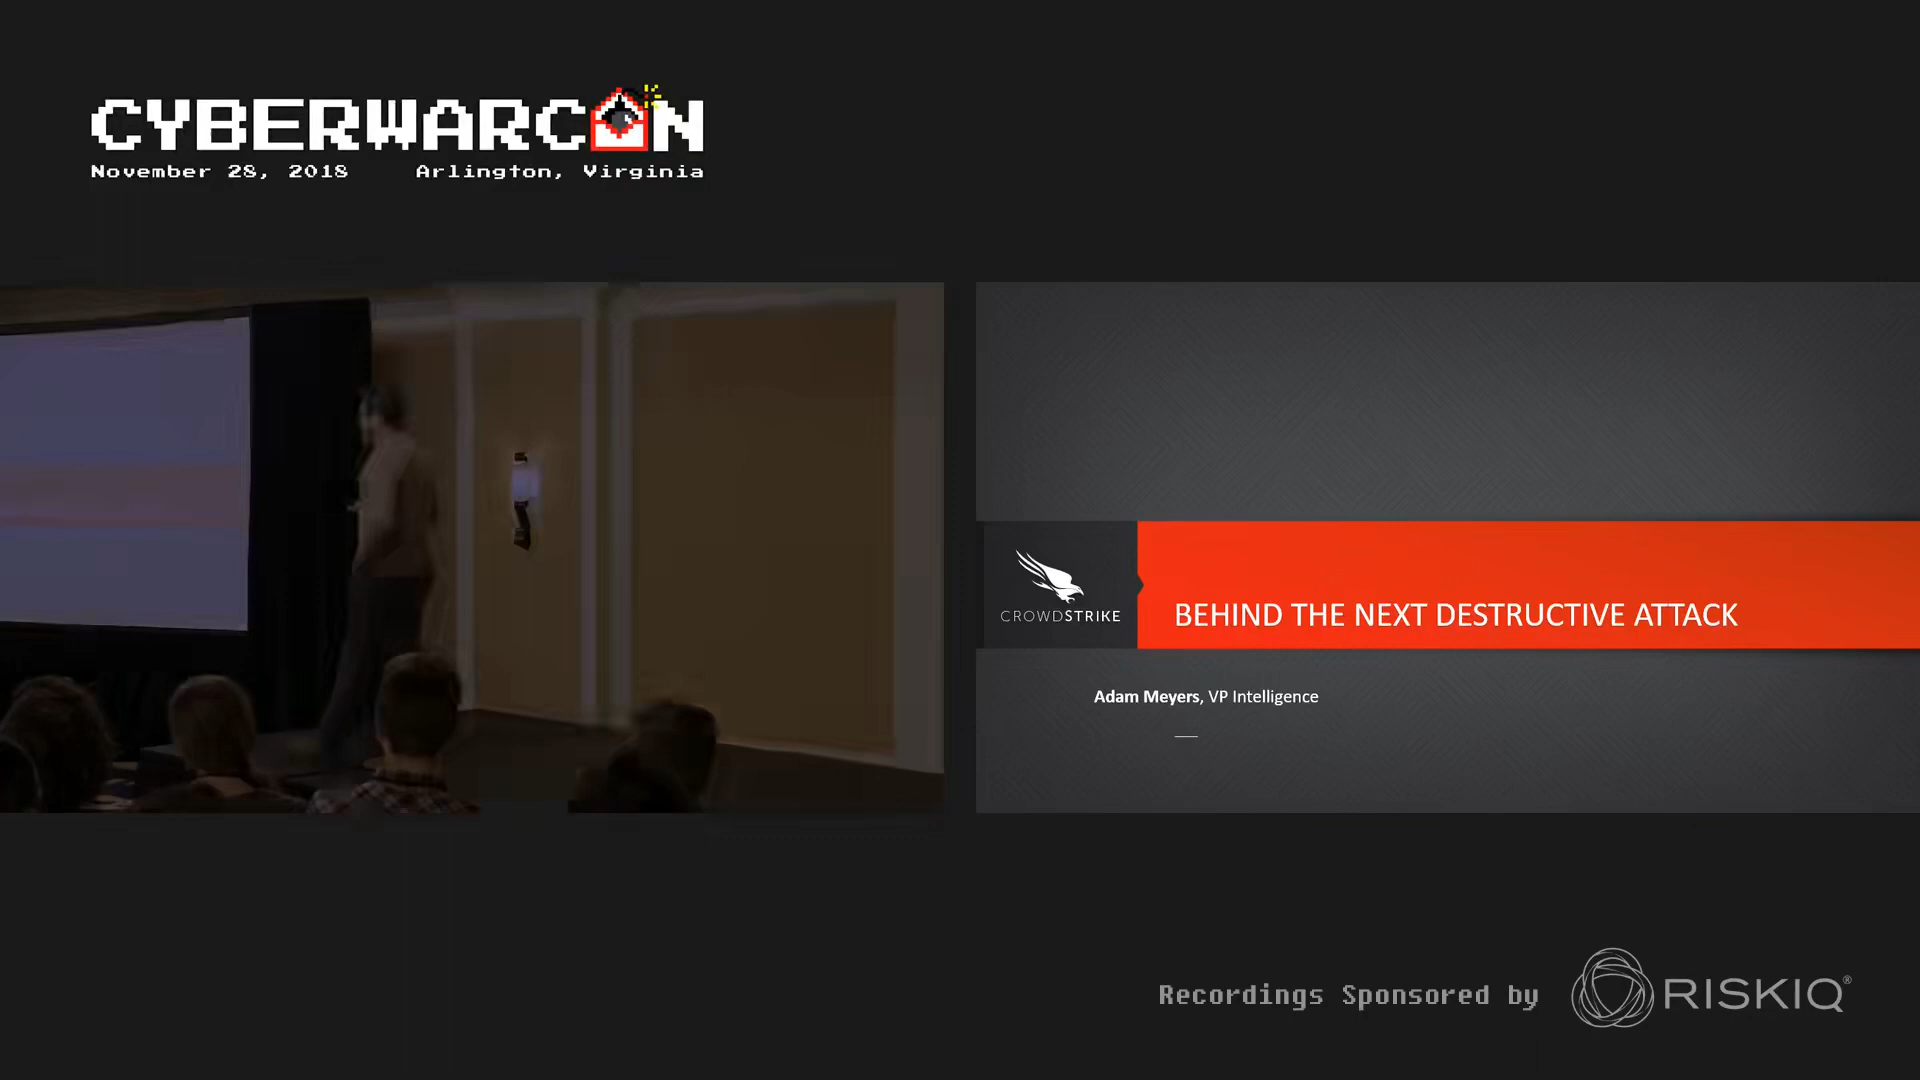 CYBERWARCON
November 28, 2018 Arlington, Virginia
CROWDSTRIKE
BEHIND THE NEXT DESTRUCTIVE ATTACK
Adam Meyers, VP Intelligence
Recordings Sponsored by RISKIQ®